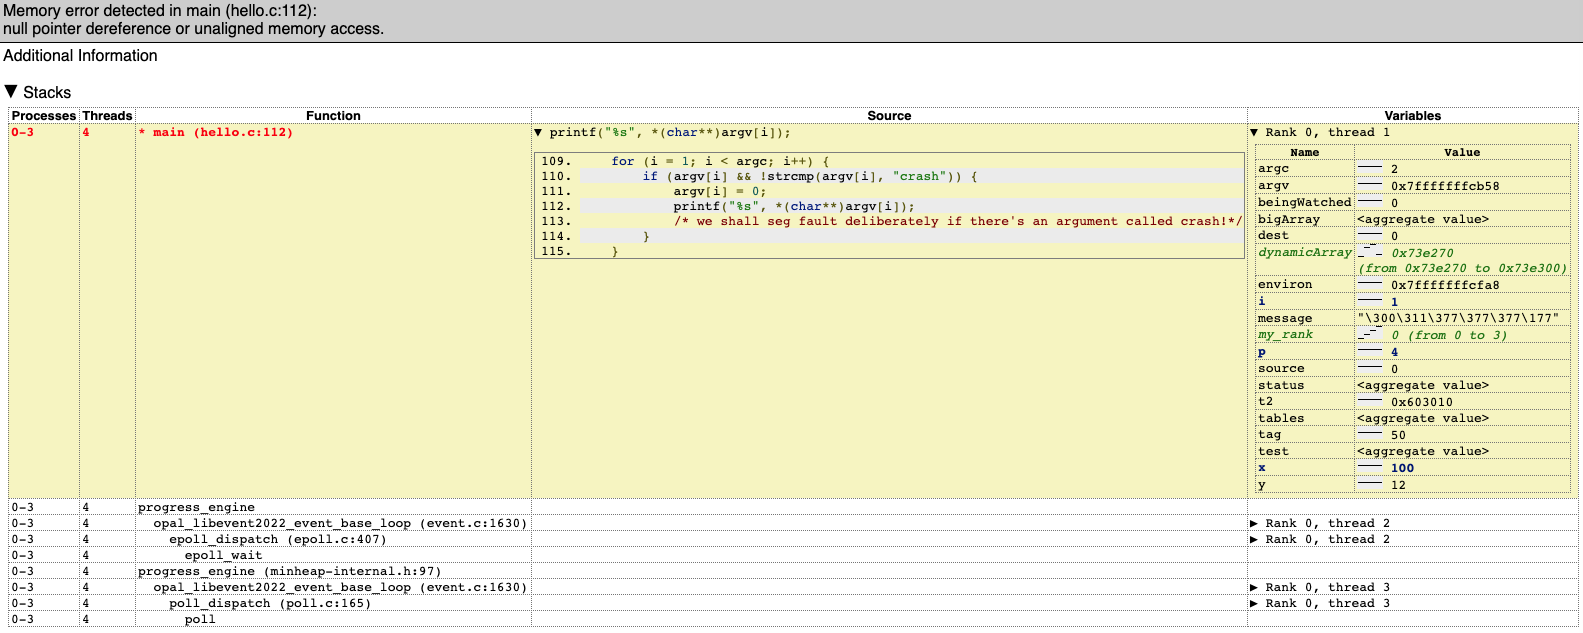 Memory error detected in main (hello.c:112):
null pointer dereference or unaligned memory access.
Additional Information
▼ Stacks
Processes Threads Function Source Variables
0-3 4 * main (hello.c:112) ▼ printf("%s", *(char**)argv[i]); ▼ Rank 0, thread 1
109. for (i = 1; i < argc; i++) {
110. if (argv[i] && !strcmp(argv[i], "crash")) {
111. argv[i] = 0;
112. printf("%s", *(char**)argv[i]);
113. /* we shall seg fault deliberately if there's an argument called crash!*/
114. }
115. }
Name Value
argc 2
argv 0x7fffffffcb58
beingWatched 0
bigArray <aggregate value>
dest 0
dynamicArray 0x73e270
(from 0x73e270 to 0x73e300)
environ 0x7fffffffcfa8
i 1
message "\300\311\377\377\377\177"
my_rank 0 (from 0 to 3)
p 4
source 0
status <aggregate value>
t2 0x603010
tables <aggregate value>
tag 50
test <aggregate value>
x 100
y 12
0-3 4 progress_engine
0-3 4 opal_libevent2022_event_base_loop (event.c:1630) ▶ Rank 0, thread 2
0-3 4 epoll_dispatch (epoll.c:407) ▶ Rank 0, thread 2
0-3 4 epoll_wait
0-3 4 progress_engine (minheap-internal.h:97)
0-3 4 opal_libevent2022_event_base_loop (event.c:1630) ▶ Rank 0, thread 3
0-3 4 poll_dispatch (poll.c:165) ▶ Rank 0, thread 3
0-3 4 poll